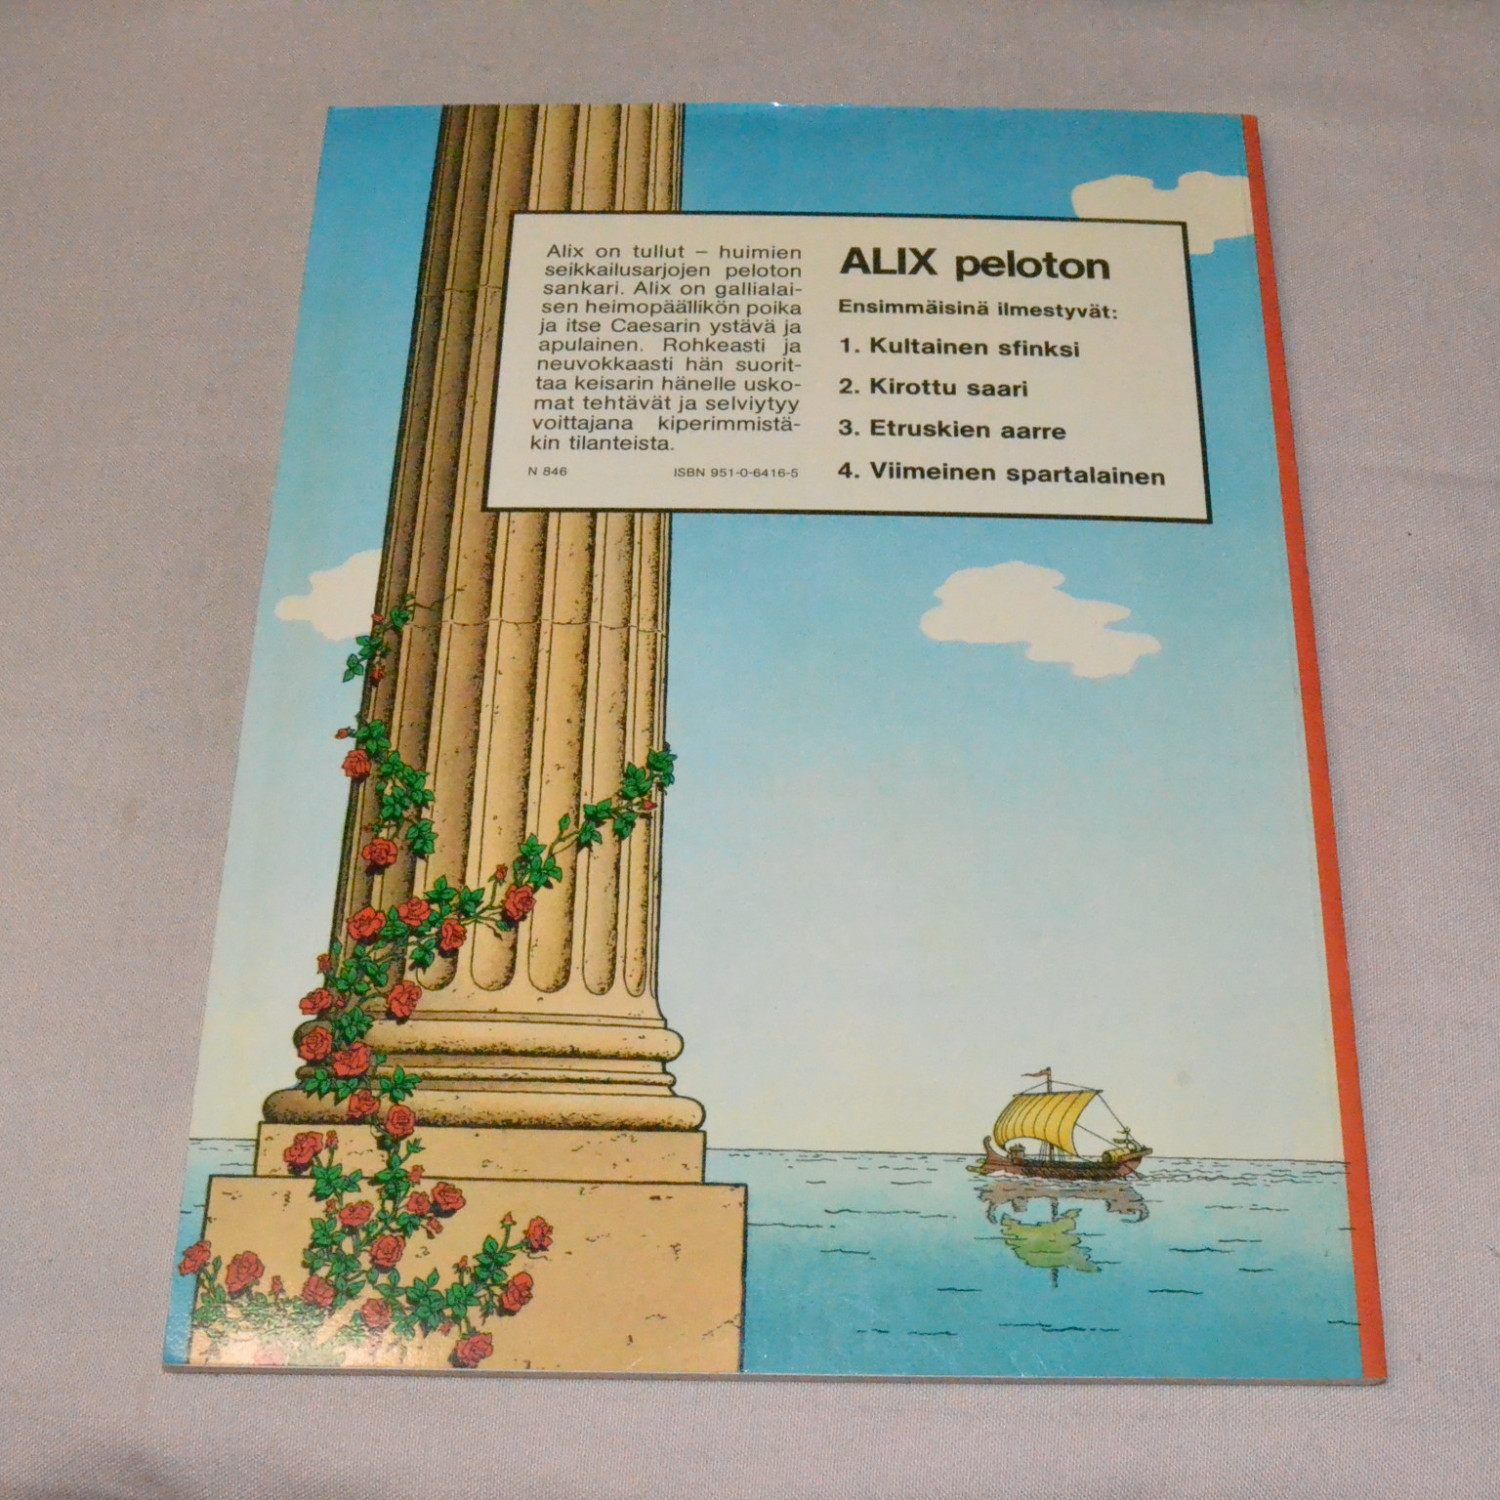 Alix on tullut – huimien
seikkailusarjojen peloton
sankari. Alix on gallialai-
sen heimopäällikön poika
ja itse Caesarin ystävä ja
apulainen. Rohkeasti ja
neuvokkaasti hän suorit-
taa keisarin hänelle usko-
mat tehtävät ja selviytyy
voittajana kiperimmistä-
kin tilanteista.
N 846 ISBN 951-0-6416-5
ALIX peloton
Ensimmäisinä ilmestyvät:
1. Kultainen sfinksi
2. Kirottu saari
3. Etruskien aarre
4. Viimeinen spartalainen